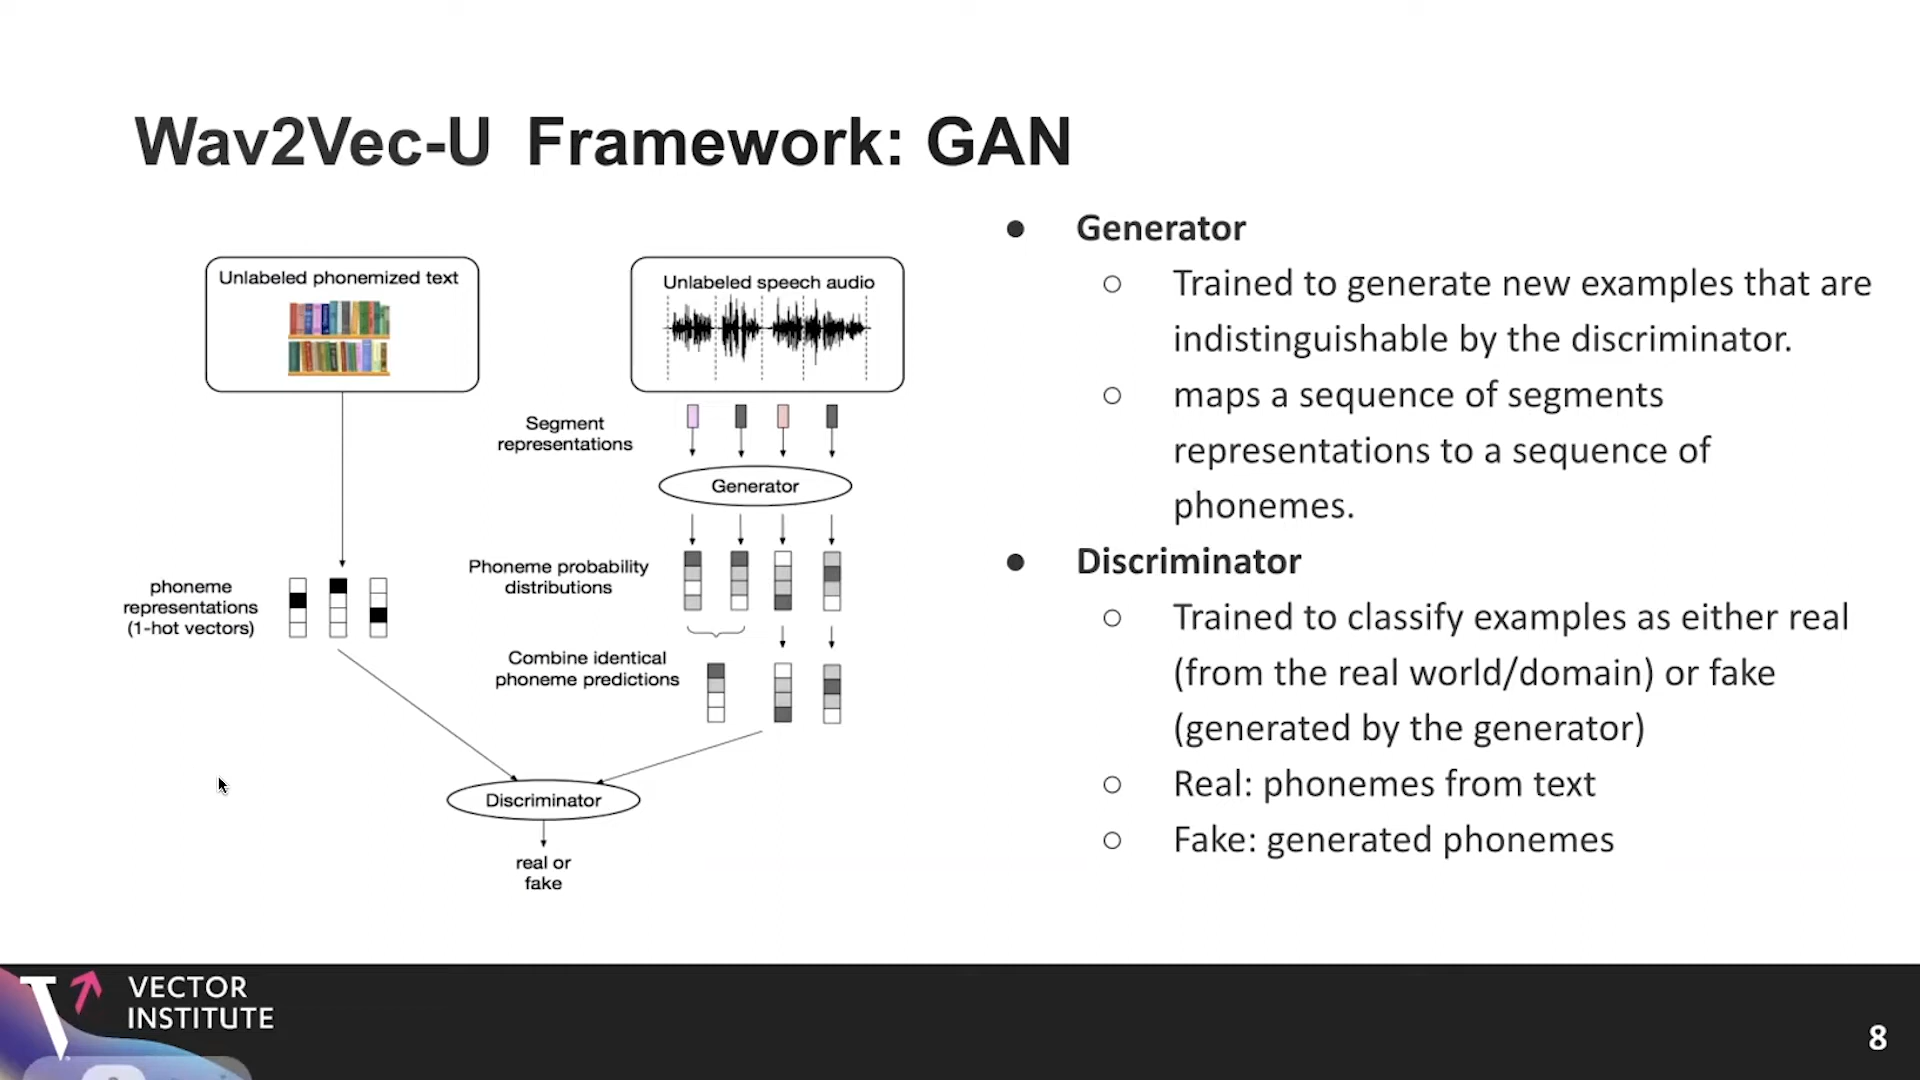 Wav2Vec-U Framework: GAN
Unlabeled phonemized text
Unlabeled speech audio
Segment
representations
Generator
Phoneme probability
distributions
phoneme
representations
(1-hot vectors)
Combine identical
phoneme predictions
Discriminator
real or
fake
● Generator
○ Trained to generate new examples that are
indistinguishable by the discriminator.
○ maps a sequence of segments
representations to a sequence of
phonemes.
● Discriminator
○ Trained to classify examples as either real
(from the real world/domain) or fake
(generated by the generator)
○ Real: phonemes from text
○ Fake: generated phonemes
VECTOR
INSTITUTE
8